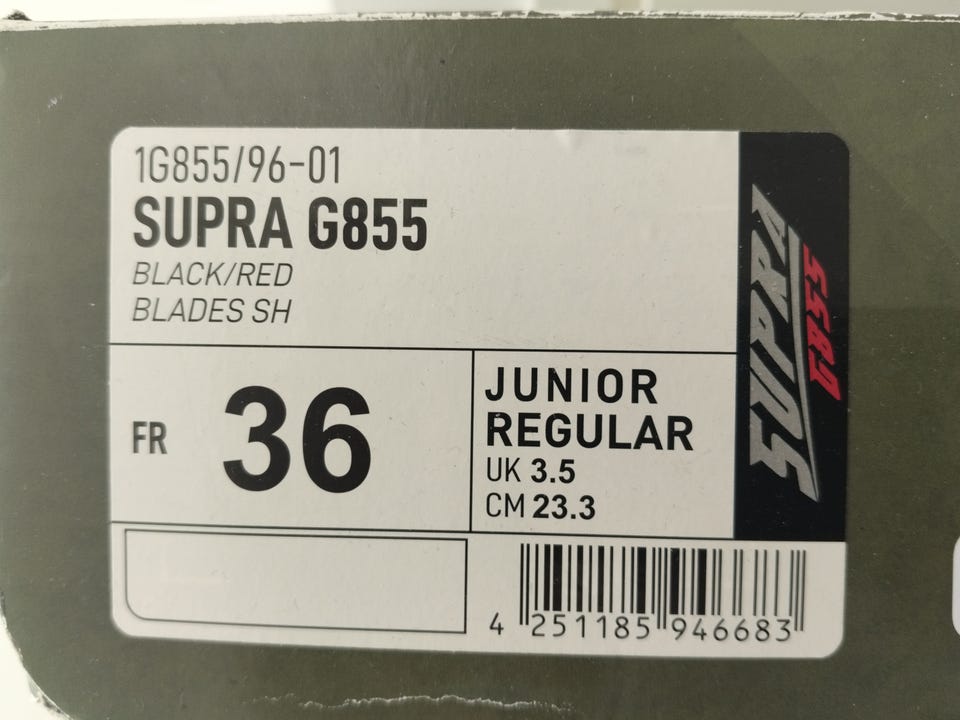 1G855/96-01
SUPRA G855
BLACK/RED
BLADES SH
FR 36
JUNIOR
REGULAR
UK 3.5
CM 23.3
4 251185 946683
SUPRA
G855